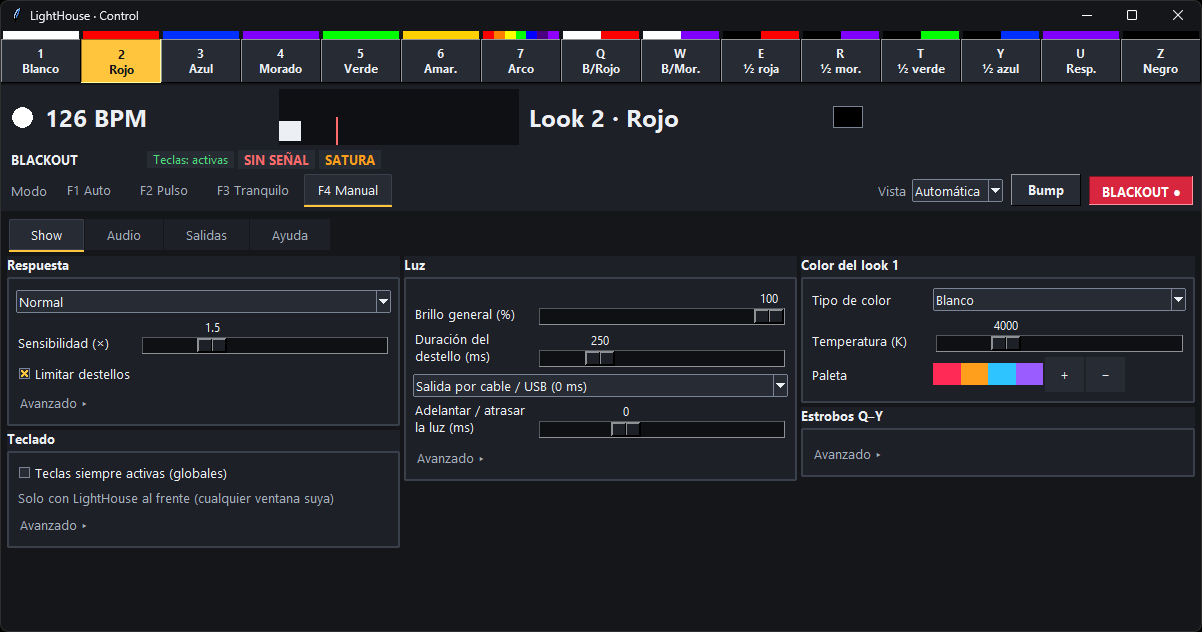 LightHouse · Control
1 2 3 4 5 6 7 Q W E R T Y U Z
Blanco Rojo Azul Morado Verde Amar. Arco B/Rojo B/Mor. ½ roja ½ mor. ½ verde ½ azul Resp. Negro
126 BPM Look 2 · Rojo
BLACKOUT Teclas: activas SIN SEÑAL SATURA
Modo F1 Auto F2 Pulso F3 Tranquilo F4 Manual Vista Automática Bump BLACKOUT ●
Show Audio Salidas Ayuda
Respuesta
Normal
1.5
Sensibilidad (×)
Limitar destellos
Avanzado ▸
Teclado
Teclas siempre activas (globales)
Solo con LightHouse al frente (cualquier ventana suya)
Avanzado ▸
Luz
100
Brillo general (%)
Duración del
destello (ms)
250
Salida por cable / USB (0 ms)
Adelantar / atrasar
la luz (ms)
0
Avanzado ▸
Color del look 1
Tipo de color Blanco
4000
Temperatura (K)
Paleta + −
Estrobos Q–Y
Avanzado ▸